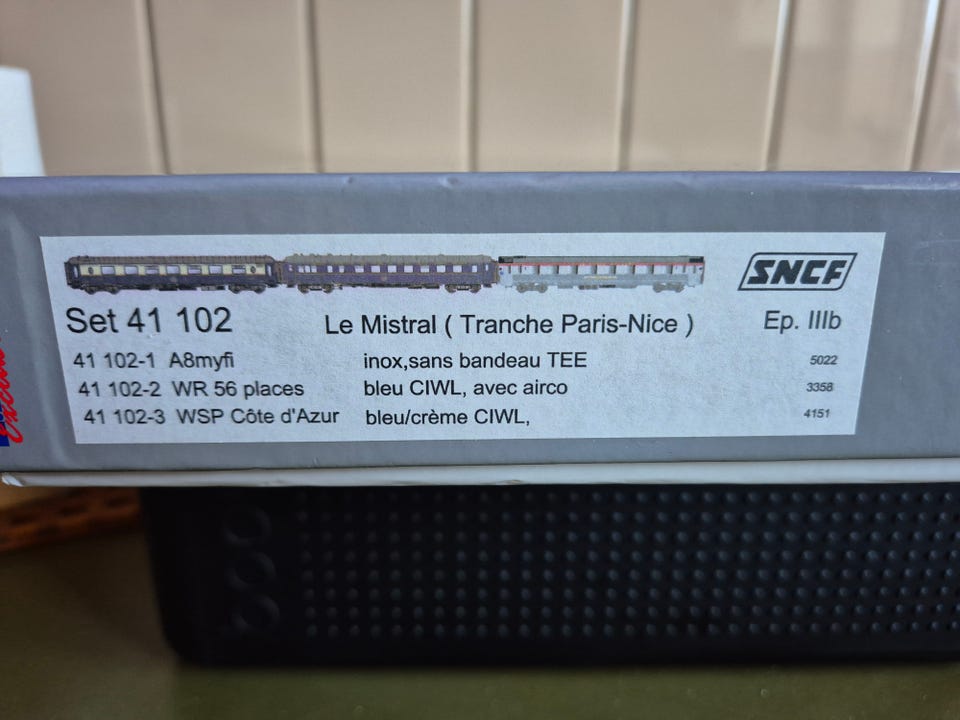 SNCF
Set 41 102 Le Mistral ( Tranche Paris-Nice ) Ep. IIIb
41 102-1 A8myfi inox,sans bandeau TEE 5022
41 102-2 WR 56 places bleu CIWL, avec airco 3358
41 102-3 WSP Côte d'Azur bleu/crème CIWL, 4151